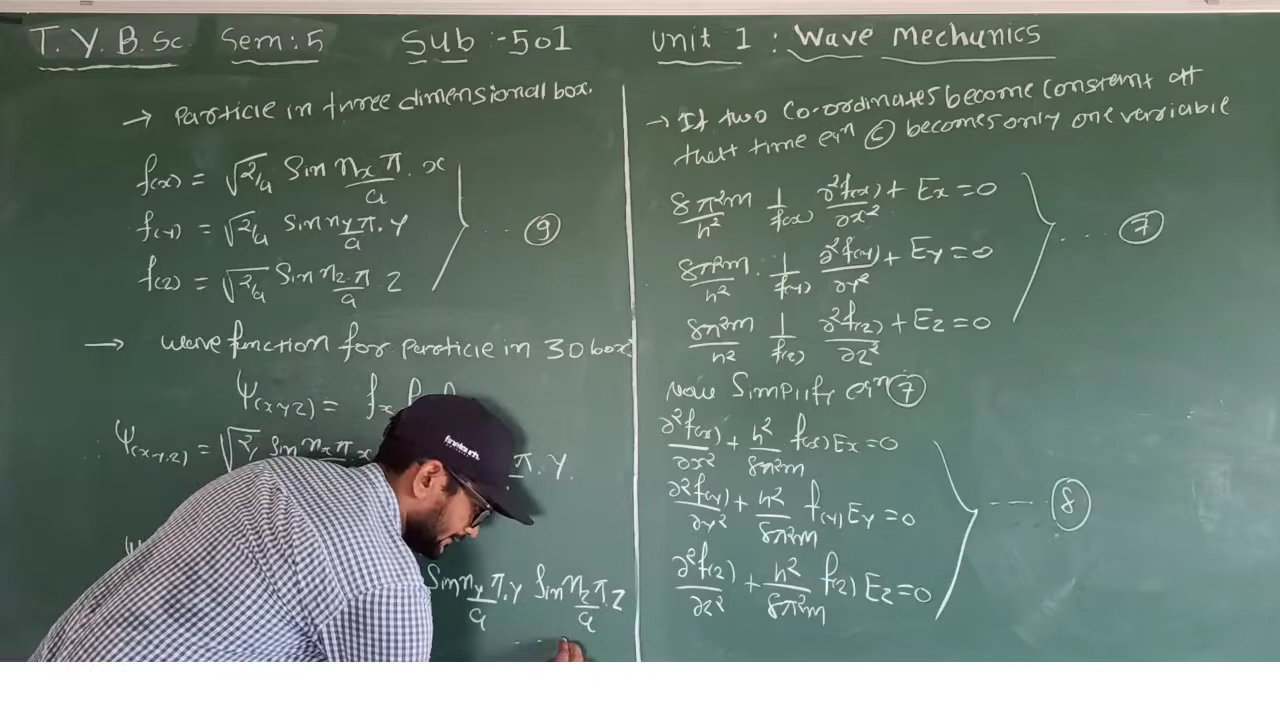 T.Y.B.Sc. Sem:5 Sub:-501 Unit 1: Wave Mechanics
→ Particle in three dimensional box.
f(x) = √2/a Sin nxπ/a . x
f(y) = √2/a Sin nyπ/a . y
f(z) = √2/a Sin nz.π/a . z
} ... ⑨
→ wave function for Particle in 3D box
Ψ(xyz) = fx
Ψ(x,y,z) = √2/ Sin nxπ.x π.y.
Sin nyπ.y/a Sin nzπ.z/a
→ If two Co-ordinates become Constant at
that time eqn ⑥ becomes only one variable
8π²m/h² 1/f(x) ∂²f(x)/∂x² + Ex = 0
8π²m/h² . 1/f(y) ∂²f(y)/∂y² + Ey = 0
8π²m/h² 1/f(z) ∂²f(z)/∂z² + Ez = 0
} .... ⑦
Now Simplify eqn ⑦
∂²f(x)/∂x² + h²/8π²m f(x) Ex = 0
∂²f(y)/∂y² + h²/8π²m f(y) Ey = 0
∂²f(z)/∂z² + h²/8π²m f(z) Ez = 0
} ---- ⑧